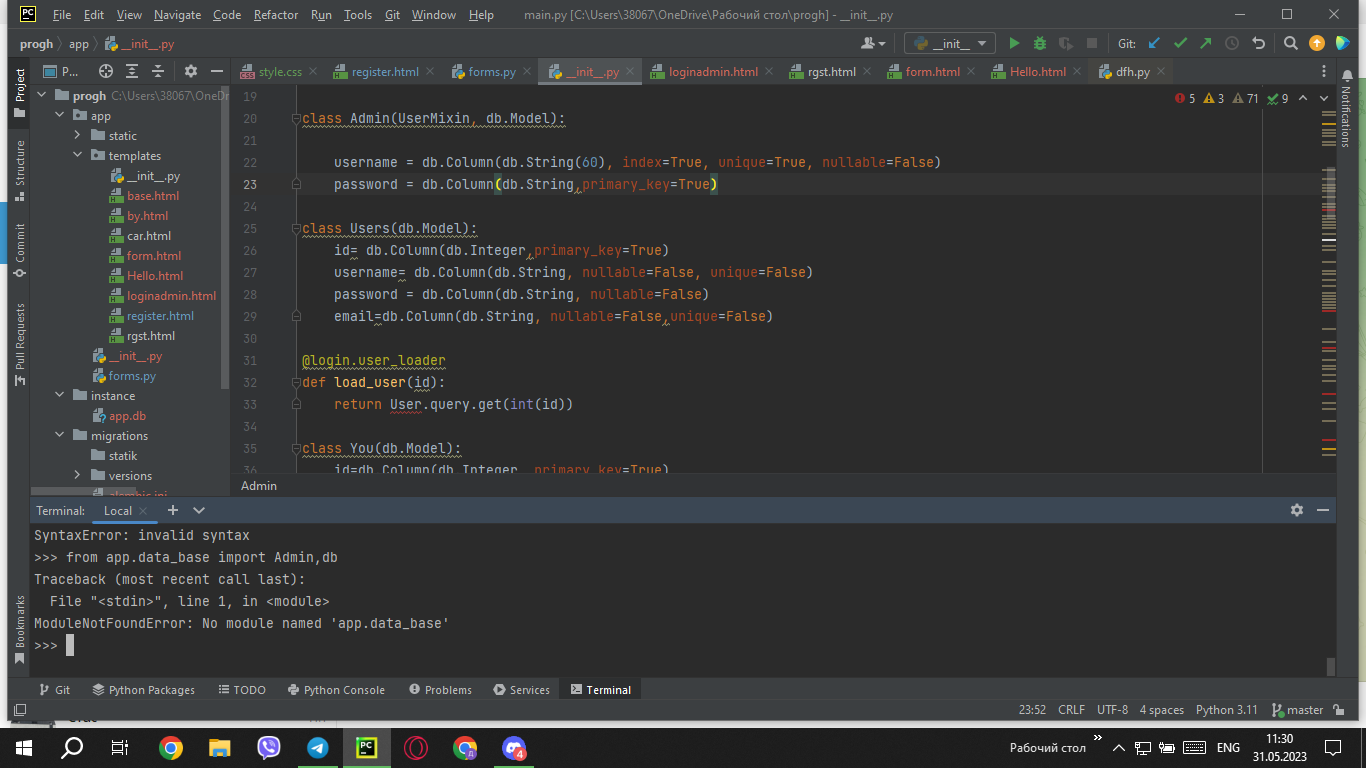 PC File Edit View Navigate Code Refactor Run Tools Git Window Help main.py [C:\Users\38067\OneDrive\Рабочий стол\progh] - __init__.py
progh app __init__.py __init__ Git:
Project
P...
style.css register.html forms.py __init__.py loginadmin.html rgst.html form.html Hello.html dfh.py
progh C:\Users\38067\OneDr
app
static
templates
__init__.py
base.html
by.html
car.html
form.html
Hello.html
loginadmin.html
register.html
rgst.html
__init__.py
forms.py
instance
app.db
migrations
statik
versions
alembic.ini
Structure
Commit
Pull Requests
Bookmarks
Notifications
5 3 71 9
19
20 class Admin(UserMixin, db.Model):
21
22 username = db.Column(db.String(60), index=True, unique=True, nullable=False)
23 password = db.Column(db.String,primary_key=True)
24
25 class Users(db.Model):
26 id= db.Column(db.Integer,primary_key=True)
27 username= db.Column(db.String, nullable=False, unique=False)
28 password = db.Column(db.String, nullable=False)
29 email=db.Column(db.String, nullable=False,unique=False)
30
31 @login.user_loader
32 def load_user(id):
33 return User.query.get(int(id))
34
35 class You(db.Model):
36 id=db.Column(db.Integer, primary_key=True)
Admin
Terminal: Local
SyntaxError: invalid syntax
>>> from app.data_base import Admin,db
Traceback (most recent call last):
File "<stdin>", line 1, in <module>
ModuleNotFoundError: No module named 'app.data_base'
>>>
Git Python Packages TODO Python Console Problems Services Terminal
23:52 CRLF UTF-8 4 spaces Python 3.11 master
PC
4
Рабочий стол
ENG
11:30
31.05.2023